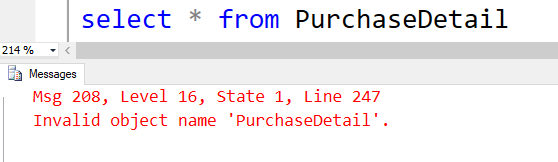 select * from PurchaseDetail
214 %
Messages
Msg 208, Level 16, State 1, Line 247
Invalid object name 'PurchaseDetail'.